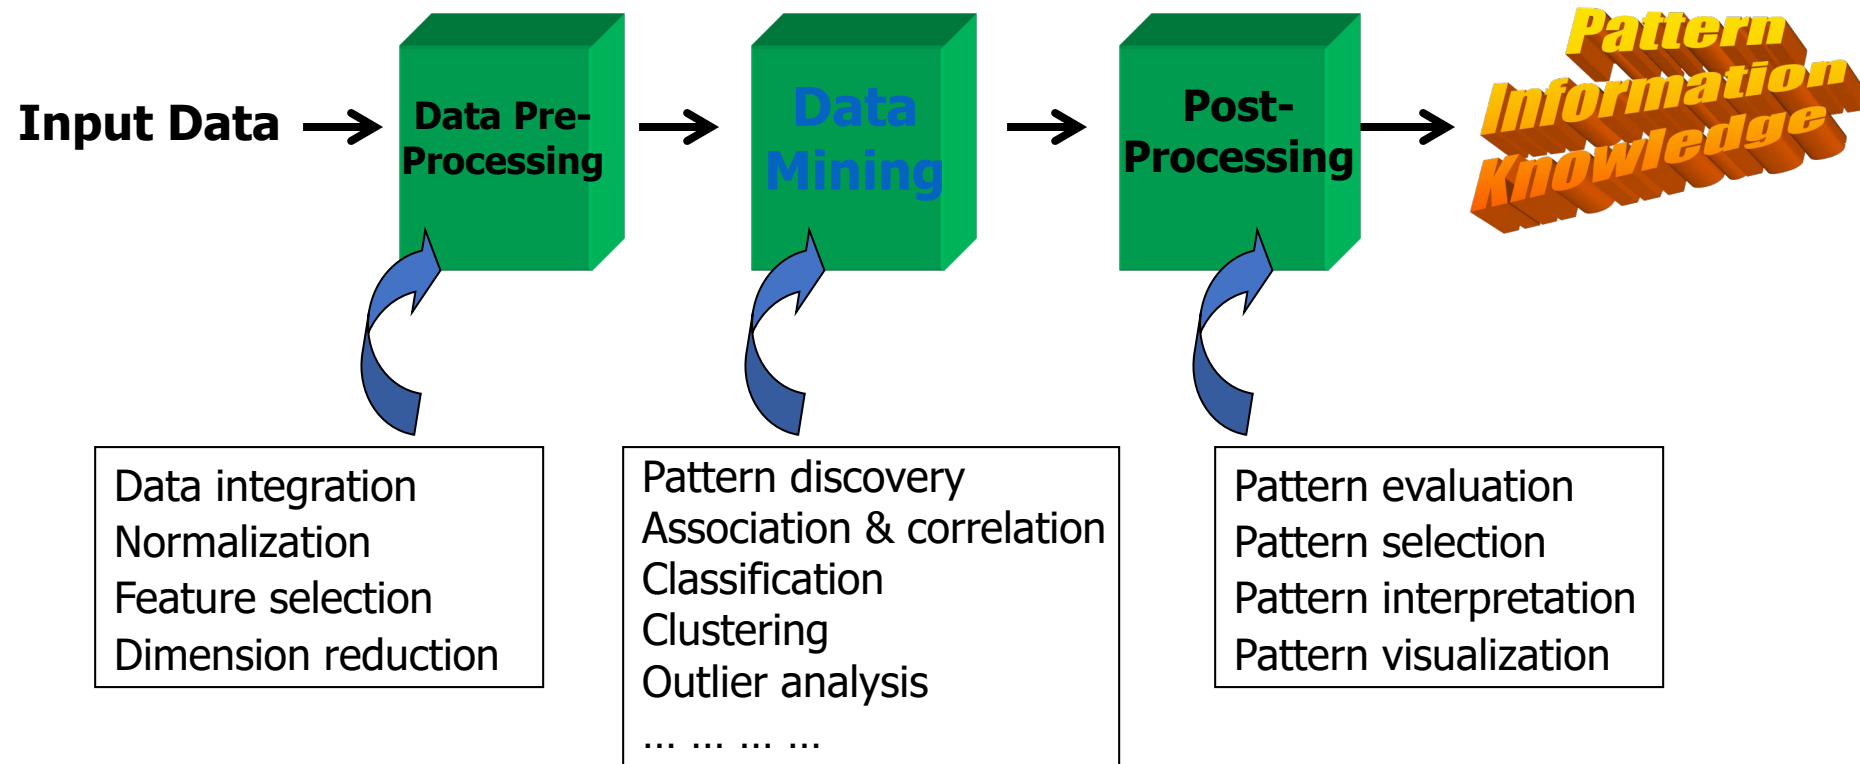 Input Data
Data Pre-
Processing
Data
Mining
Post-
Processing
Pattern
Information
Knowledge
Data integration
Normalization
Feature selection
Dimension reduction
Pattern discovery
Association & correlation
Classification
Clustering
Outlier analysis
… … … …
Pattern evaluation
Pattern selection
Pattern interpretation
Pattern visualization